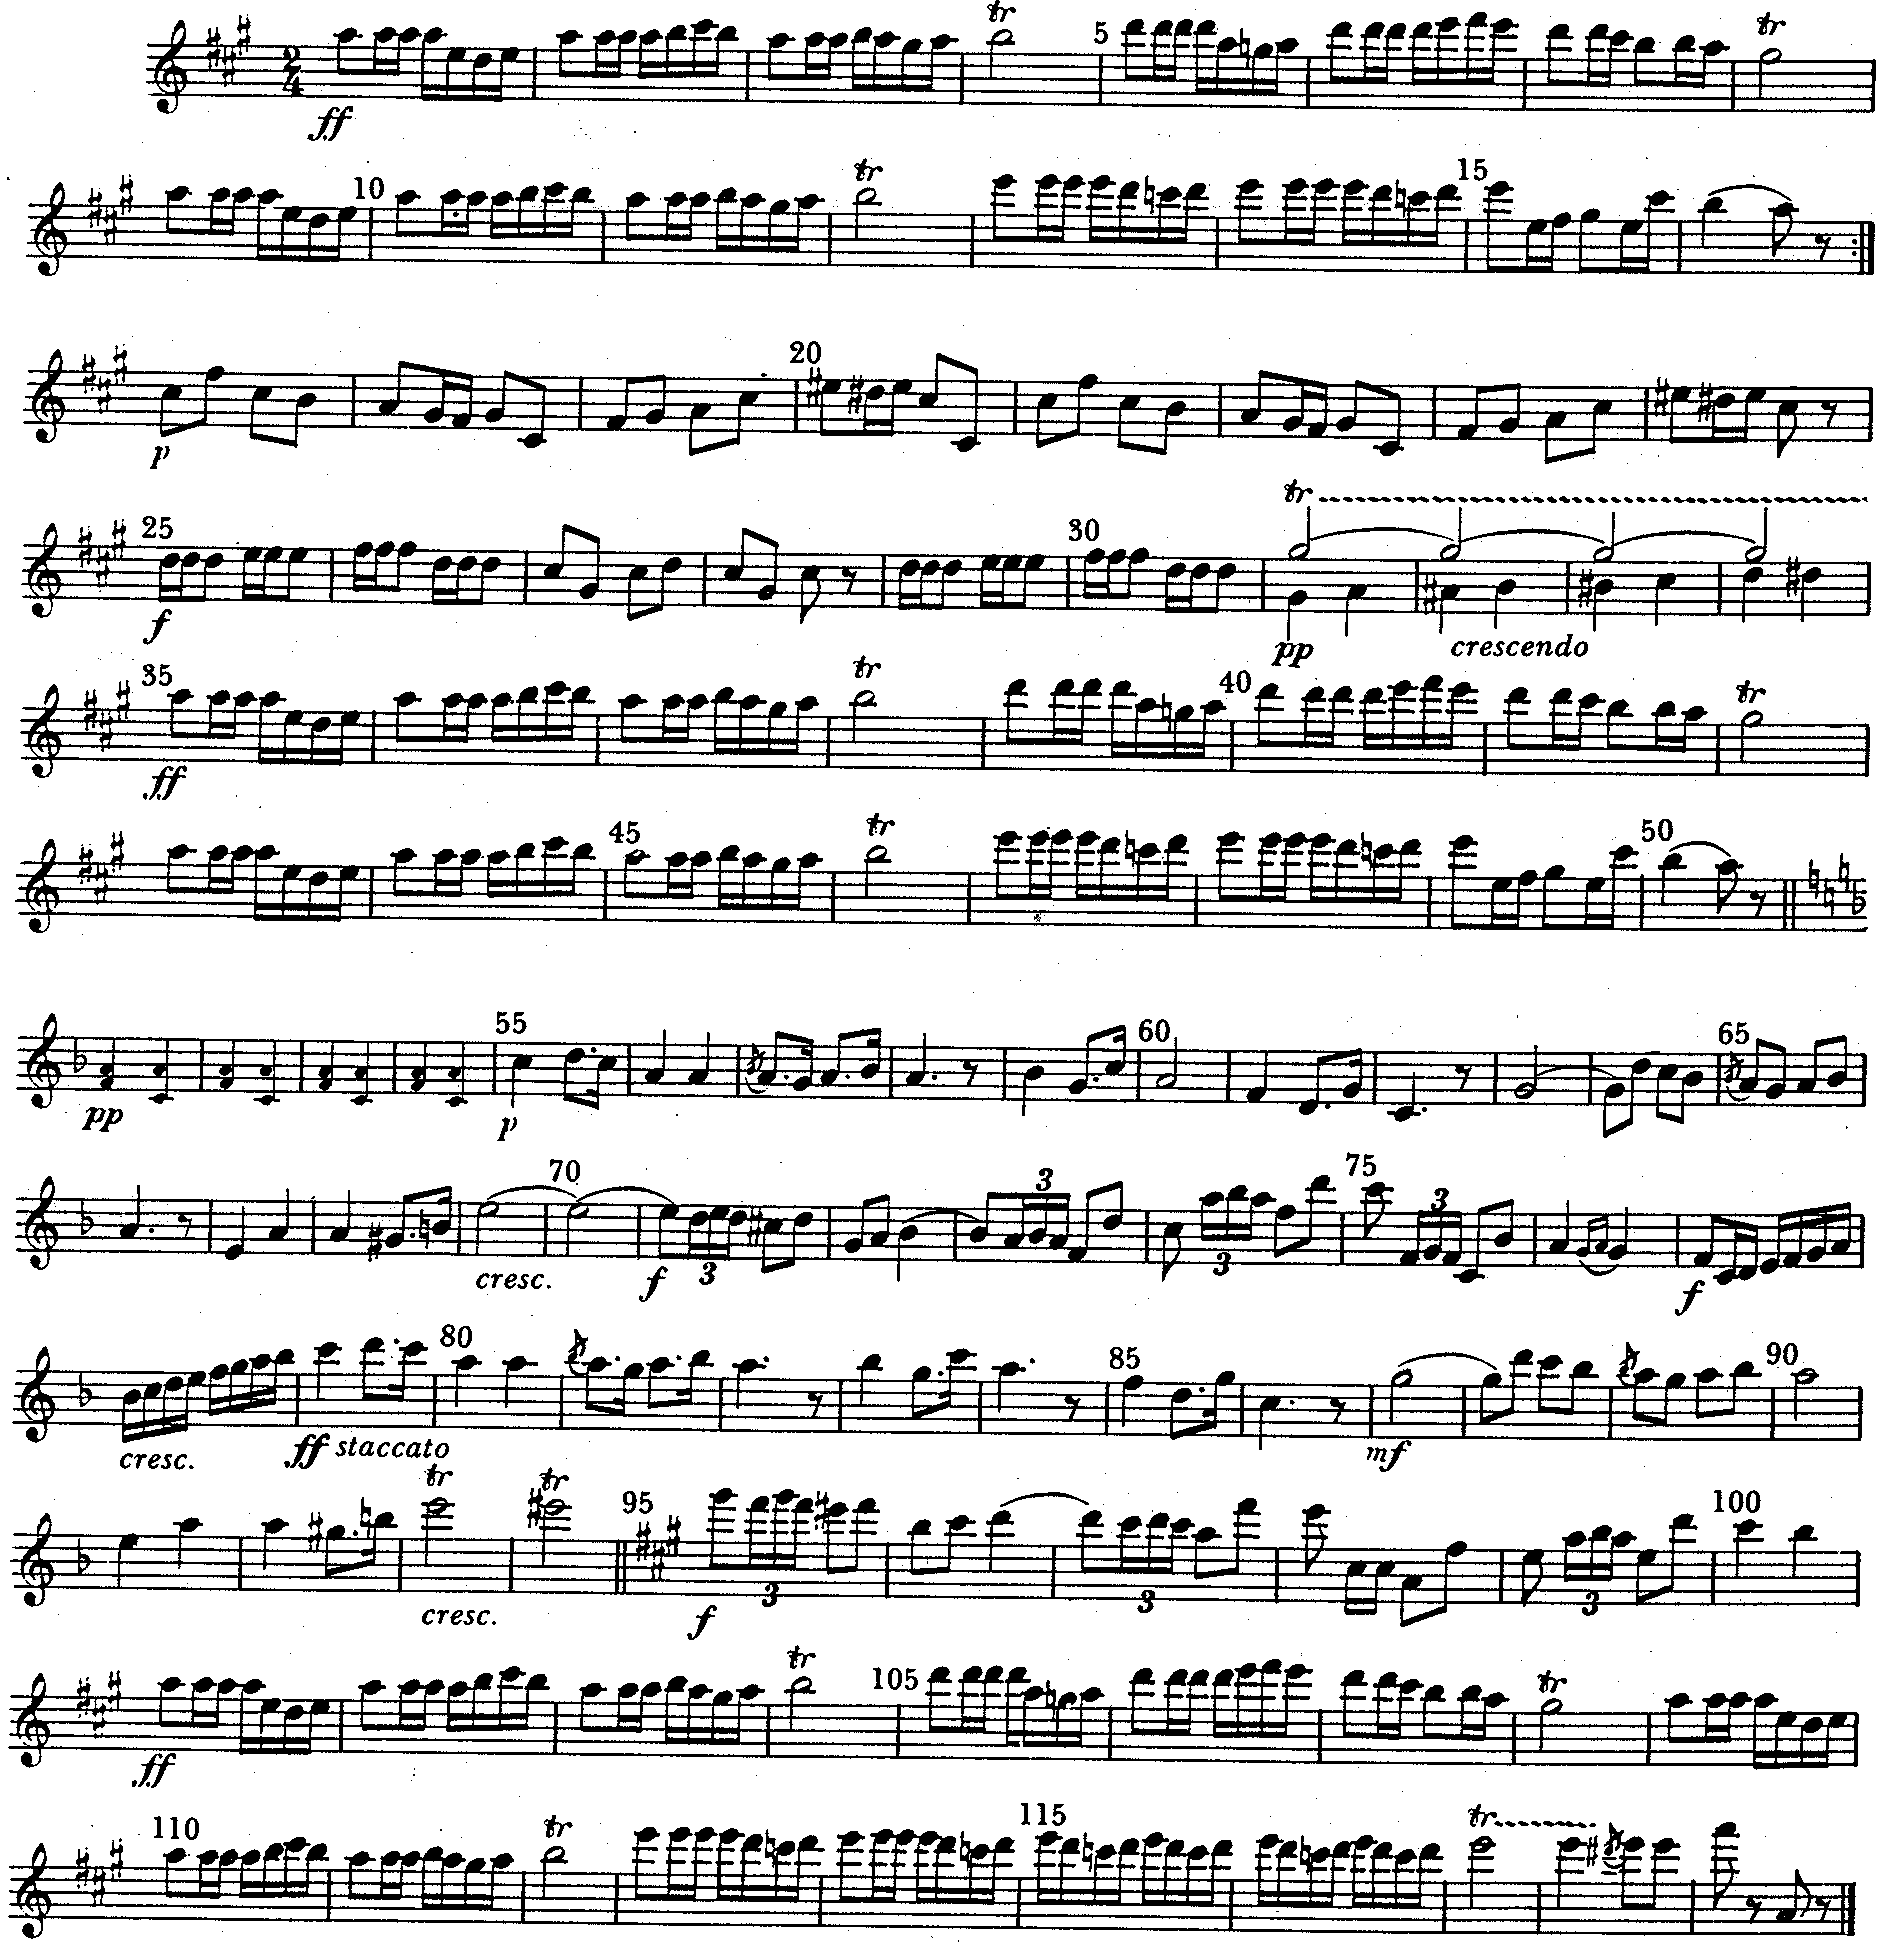 tr 5 tr
2
4
ff
10 tr 15
20
p
25 30 tr
f pp crescendo
35 tr 40 tr
ff
45 tr 50
55 60 65
pp p
70 3 75 3
cresc. f 3 3 f
80 85 90
cresc. ff staccato mf
tr tr 95 100
cresc. f 3 3 3
tr 105 tr
ff
110 tr 115 tr